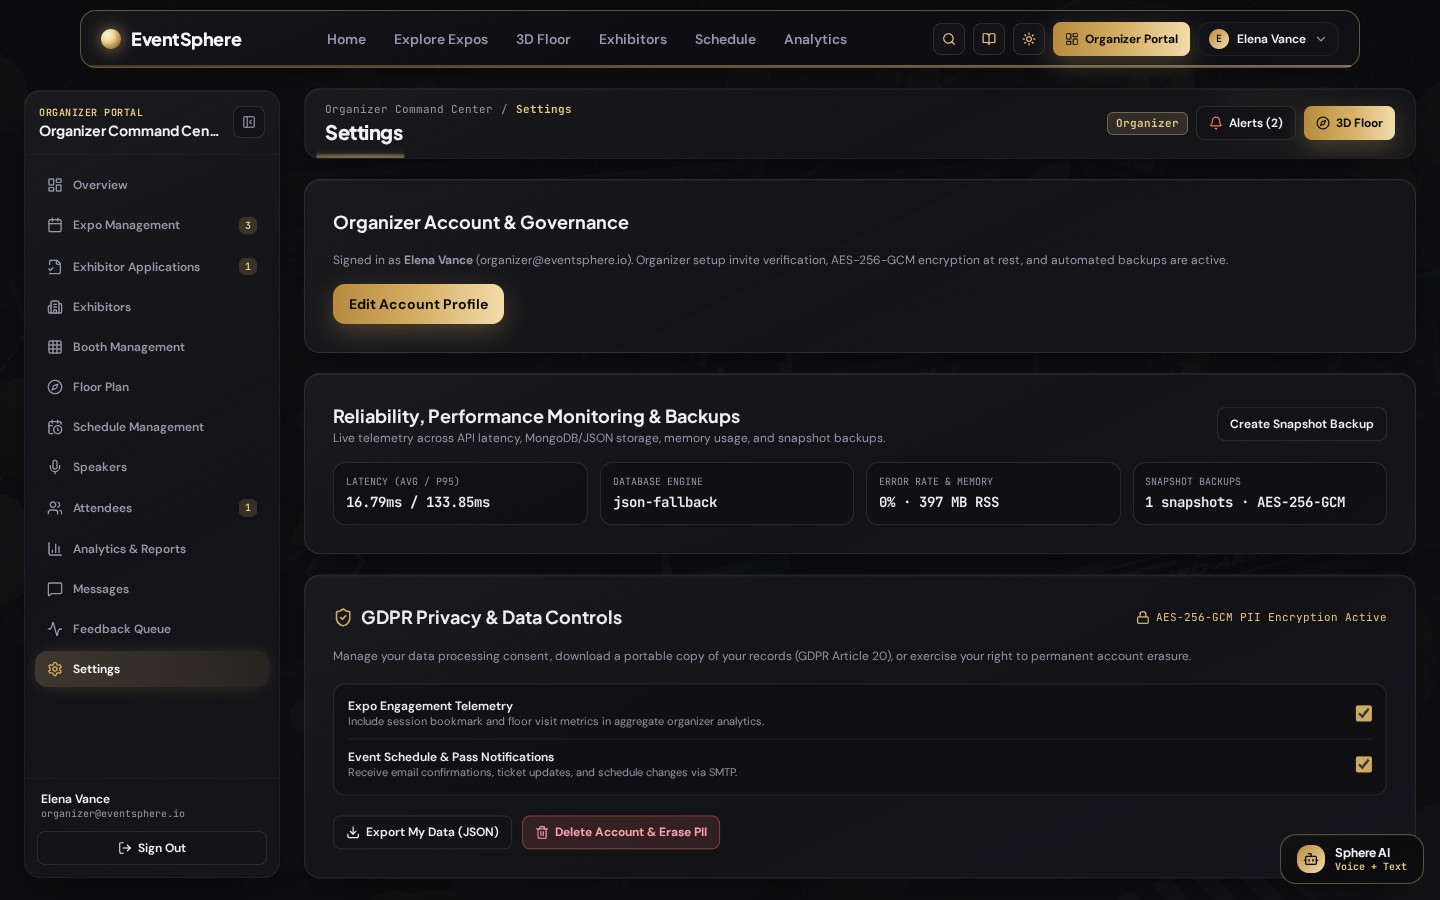 EventSphere
Home
Explore Expos
3D Floor
Exhibitors
Schedule
Analytics
Organizer Portal
E
Elena Vance
ORGANIZER PORTAL
Organizer Command Cen...
Overview
Expo Management
3
Exhibitor Applications
1
Exhibitors
Booth Management
Floor Plan
Schedule Management
Speakers
Attendees
1
Analytics & Reports
Messages
Feedback Queue
Settings
Elena Vance
organizer@eventsphere.io
Sign Out
Organizer Command Center / Settings
Settings
Organizer
Alerts (2)
3D Floor
Organizer Account & Governance
Signed in as Elena Vance (organizer@eventsphere.io). Organizer setup invite verification, AES-256-GCM encryption at rest, and automated backups are active.
Edit Account Profile
Reliability, Performance Monitoring & Backups
Live telemetry across API latency, MongoDB/JSON storage, memory usage, and snapshot backups.
Create Snapshot Backup
LATENCY (AVG / P95)
16.79ms / 133.85ms
DATABASE ENGINE
json-fallback
ERROR RATE & MEMORY
0% · 397 MB RSS
SNAPSHOT BACKUPS
1 snapshots · AES-256-GCM
GDPR Privacy & Data Controls
AES-256-GCM PII Encryption Active
Manage your data processing consent, download a portable copy of your records (GDPR Article 20), or exercise your right to permanent account erasure.
Expo Engagement Telemetry
Include session bookmark and floor visit metrics in aggregate organizer analytics.
Event Schedule & Pass Notifications
Receive email confirmations, ticket updates, and schedule changes via SMTP.
Export My Data (JSON)
Delete Account & Erase PII
Sphere AI
Voice + Text